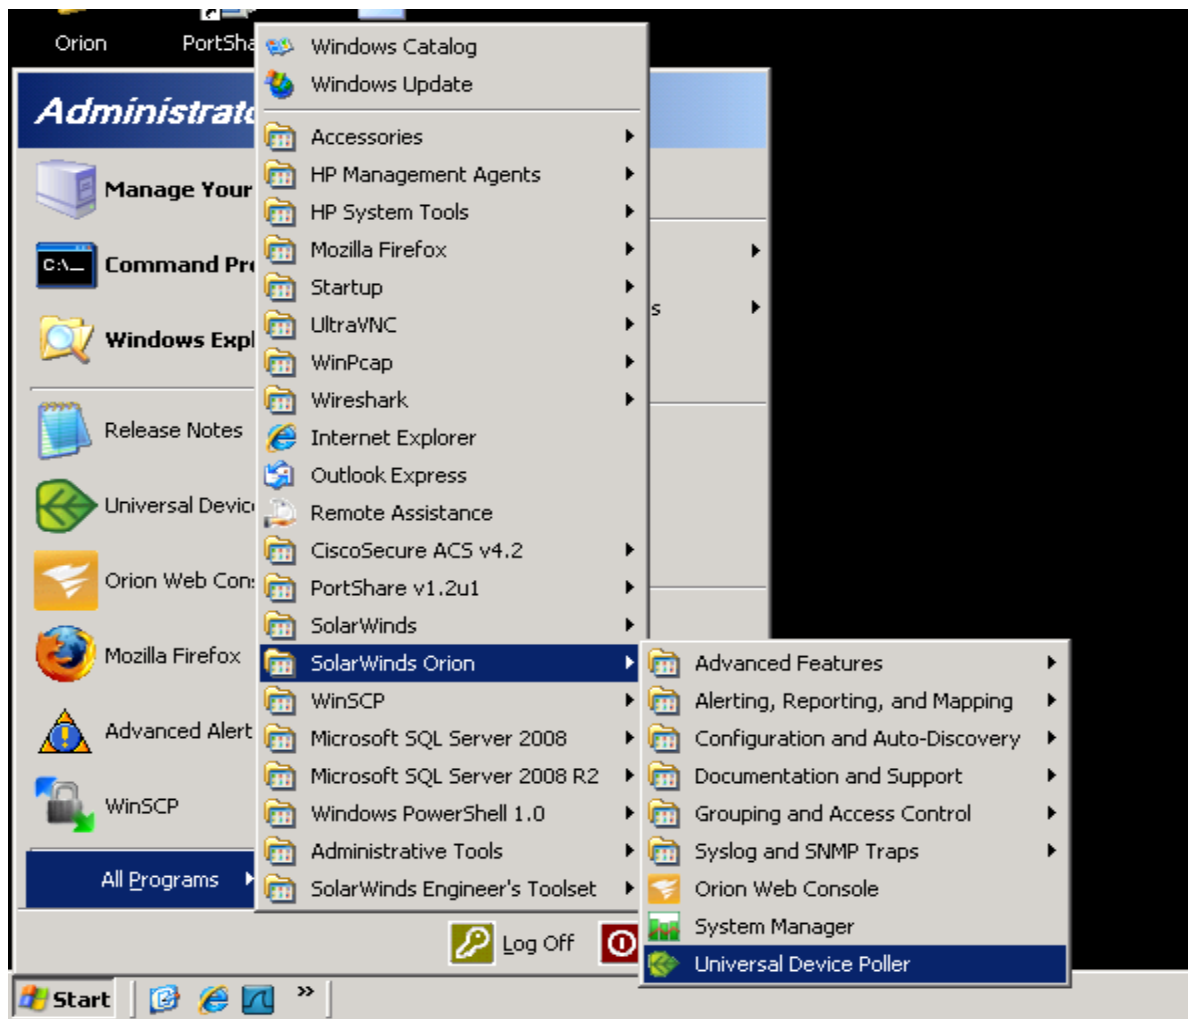 Orion
PortSha
Administrato
Manage Your
C:\_
Command Pr
Windows Expl
Release Notes
Universal Devic
Orion Web Con
Mozilla Firefox
Advanced Alert
WinSCP
All Programs
Windows Catalog
Windows Update
Accessories
HP Management Agents
HP System Tools
Mozilla Firefox
Startup
UltraVNC
WinPcap
Wireshark
Internet Explorer
Outlook Express
Remote Assistance
CiscoSecure ACS v4.2
PortShare v1.2u1
SolarWinds
SolarWinds Orion
WinSCP
Microsoft SQL Server 2008
Microsoft SQL Server 2008 R2
Windows PowerShell 1.0
Administrative Tools
SolarWinds Engineer's Toolset
s
Advanced Features
Alerting, Reporting, and Mapping
Configuration and Auto-Discovery
Documentation and Support
Grouping and Access Control
Syslog and SNMP Traps
Orion Web Console
System Manager
Universal Device Poller
Log Off
Start
»